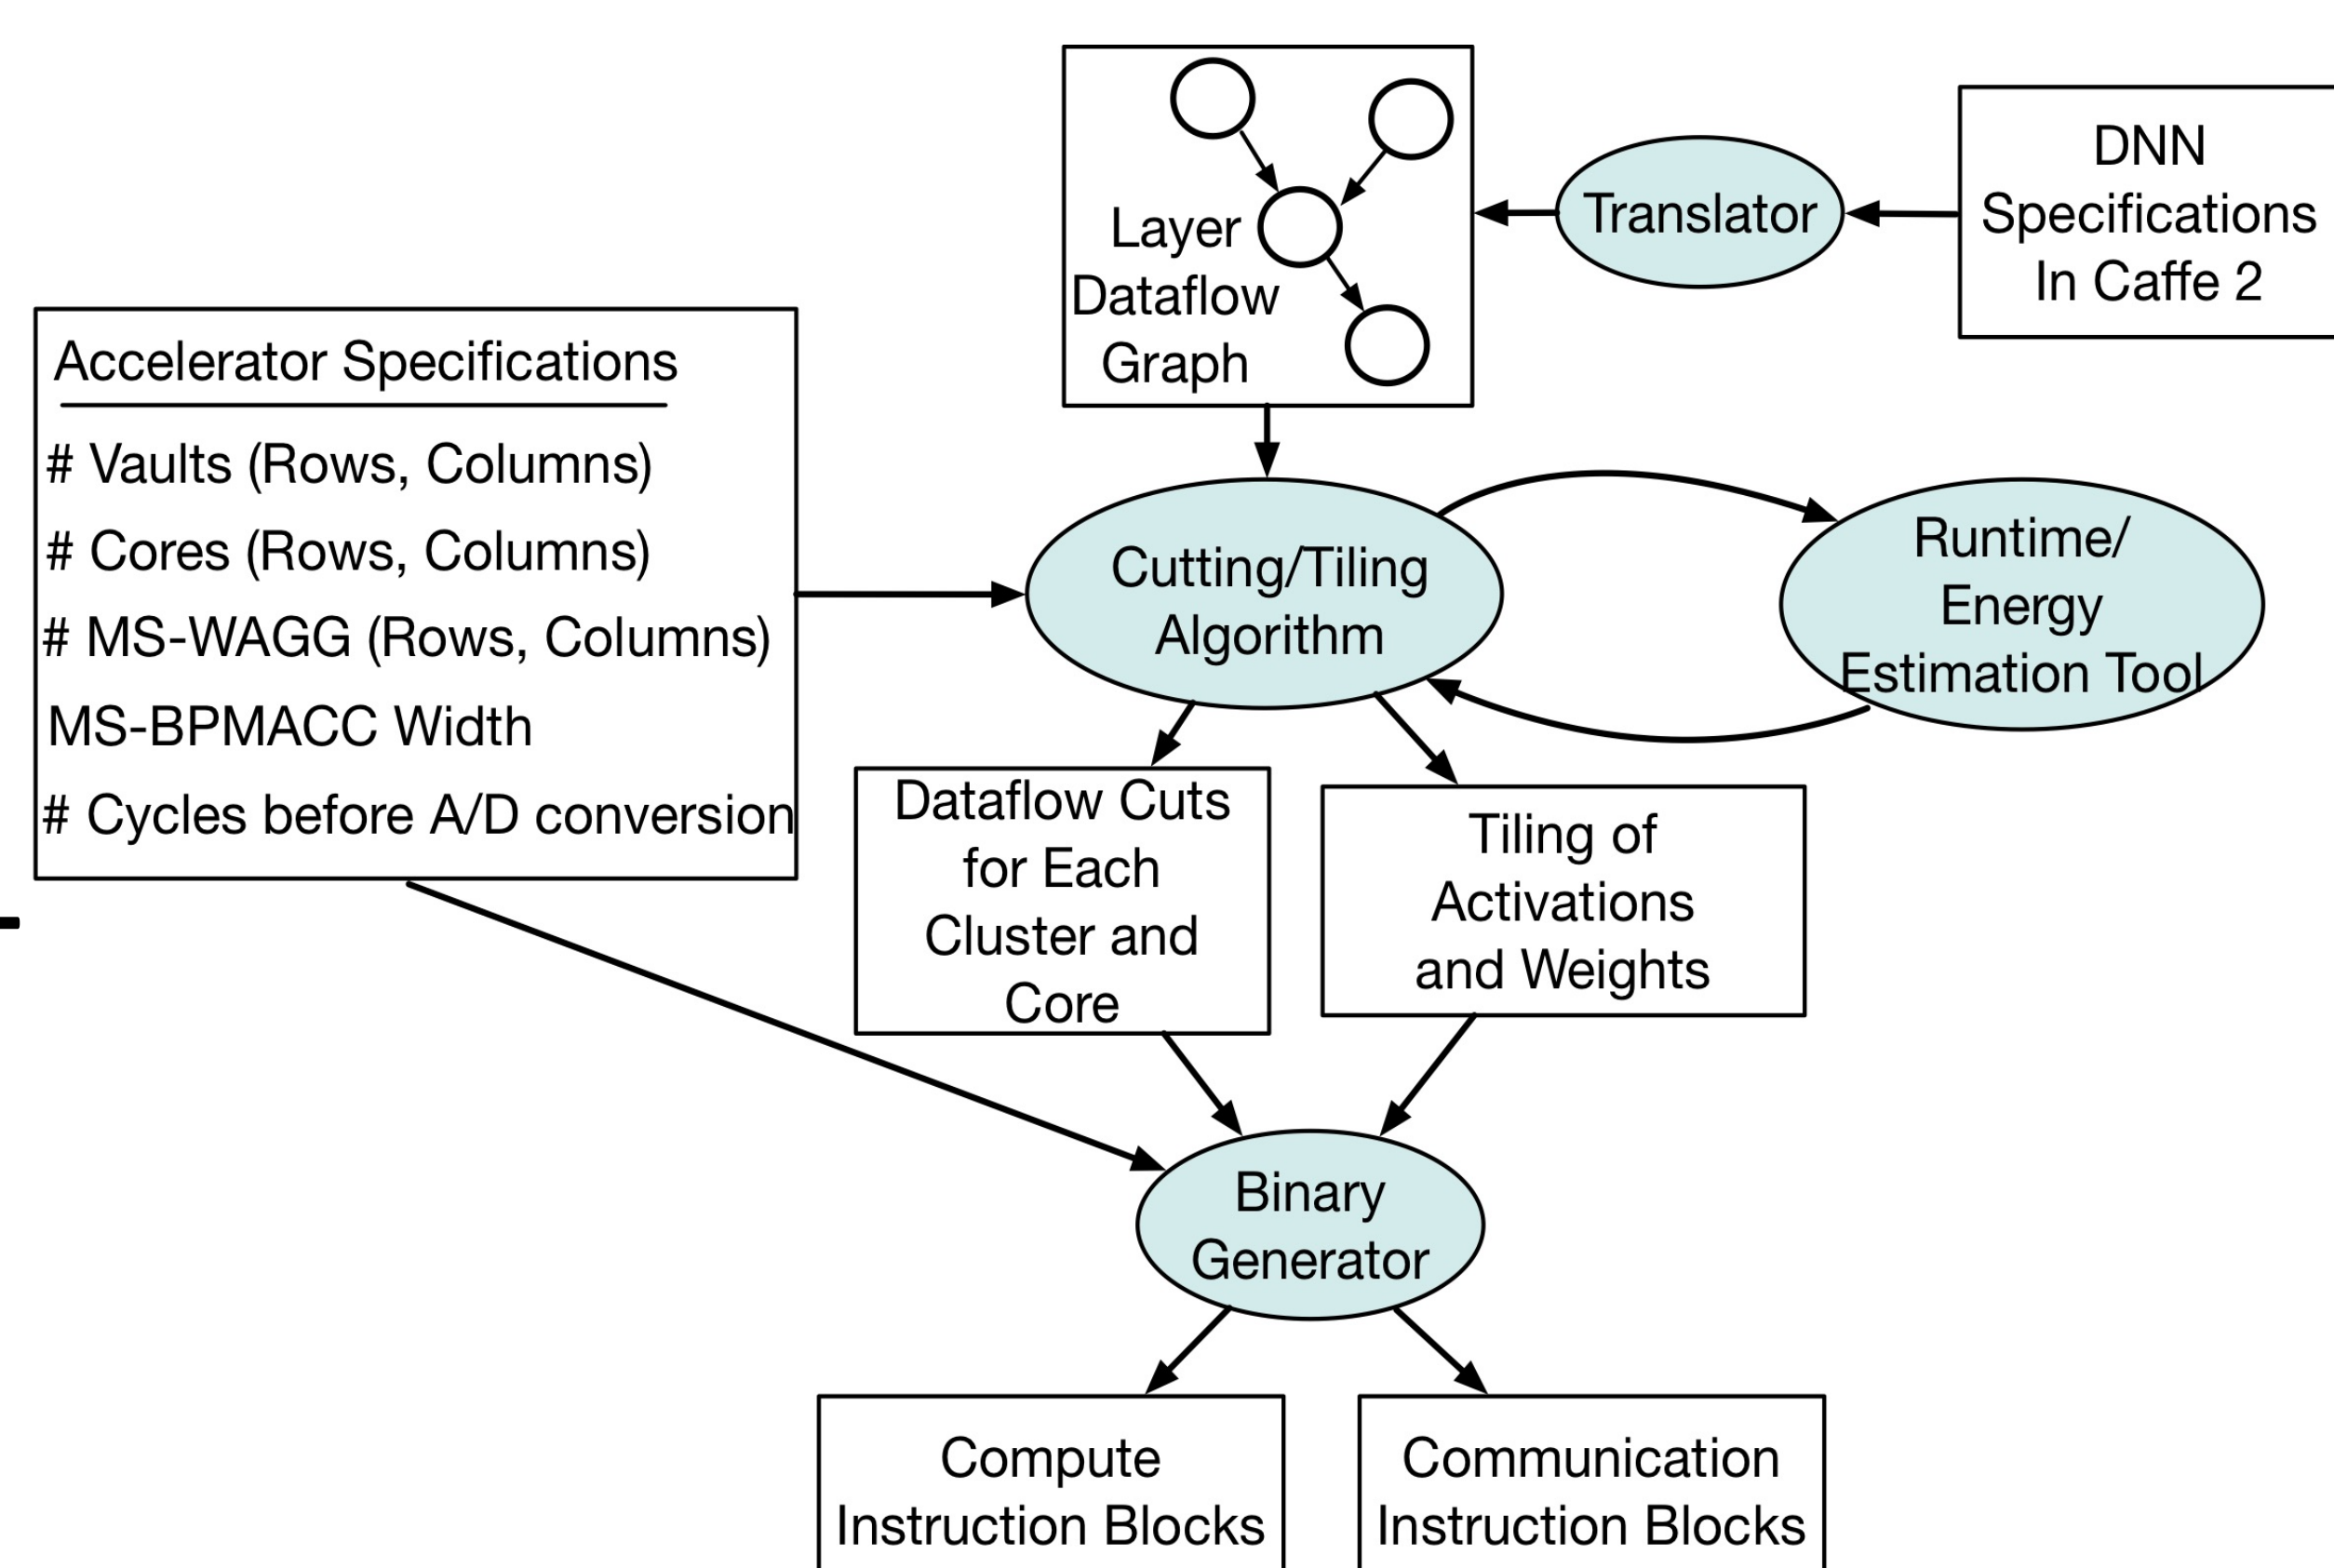 DNN
Specifications
In Caffe 2
Translator
Layer
Dataflow
Graph
Accelerator Specifications
# Vaults (Rows, Columns)
# Cores (Rows, Columns)
# MS-WAGG (Rows, Columns)
MS-BPMACC Width
# Cycles before A/D conversion
Cutting/Tiling
Algorithm
Runtime/
Energy
Estimation Tool
Dataflow Cuts
for Each
Cluster and
Core
Tiling of
Activations
and Weights
Binary
Generator
Compute
Instruction Blocks
Communication
Instruction Blocks